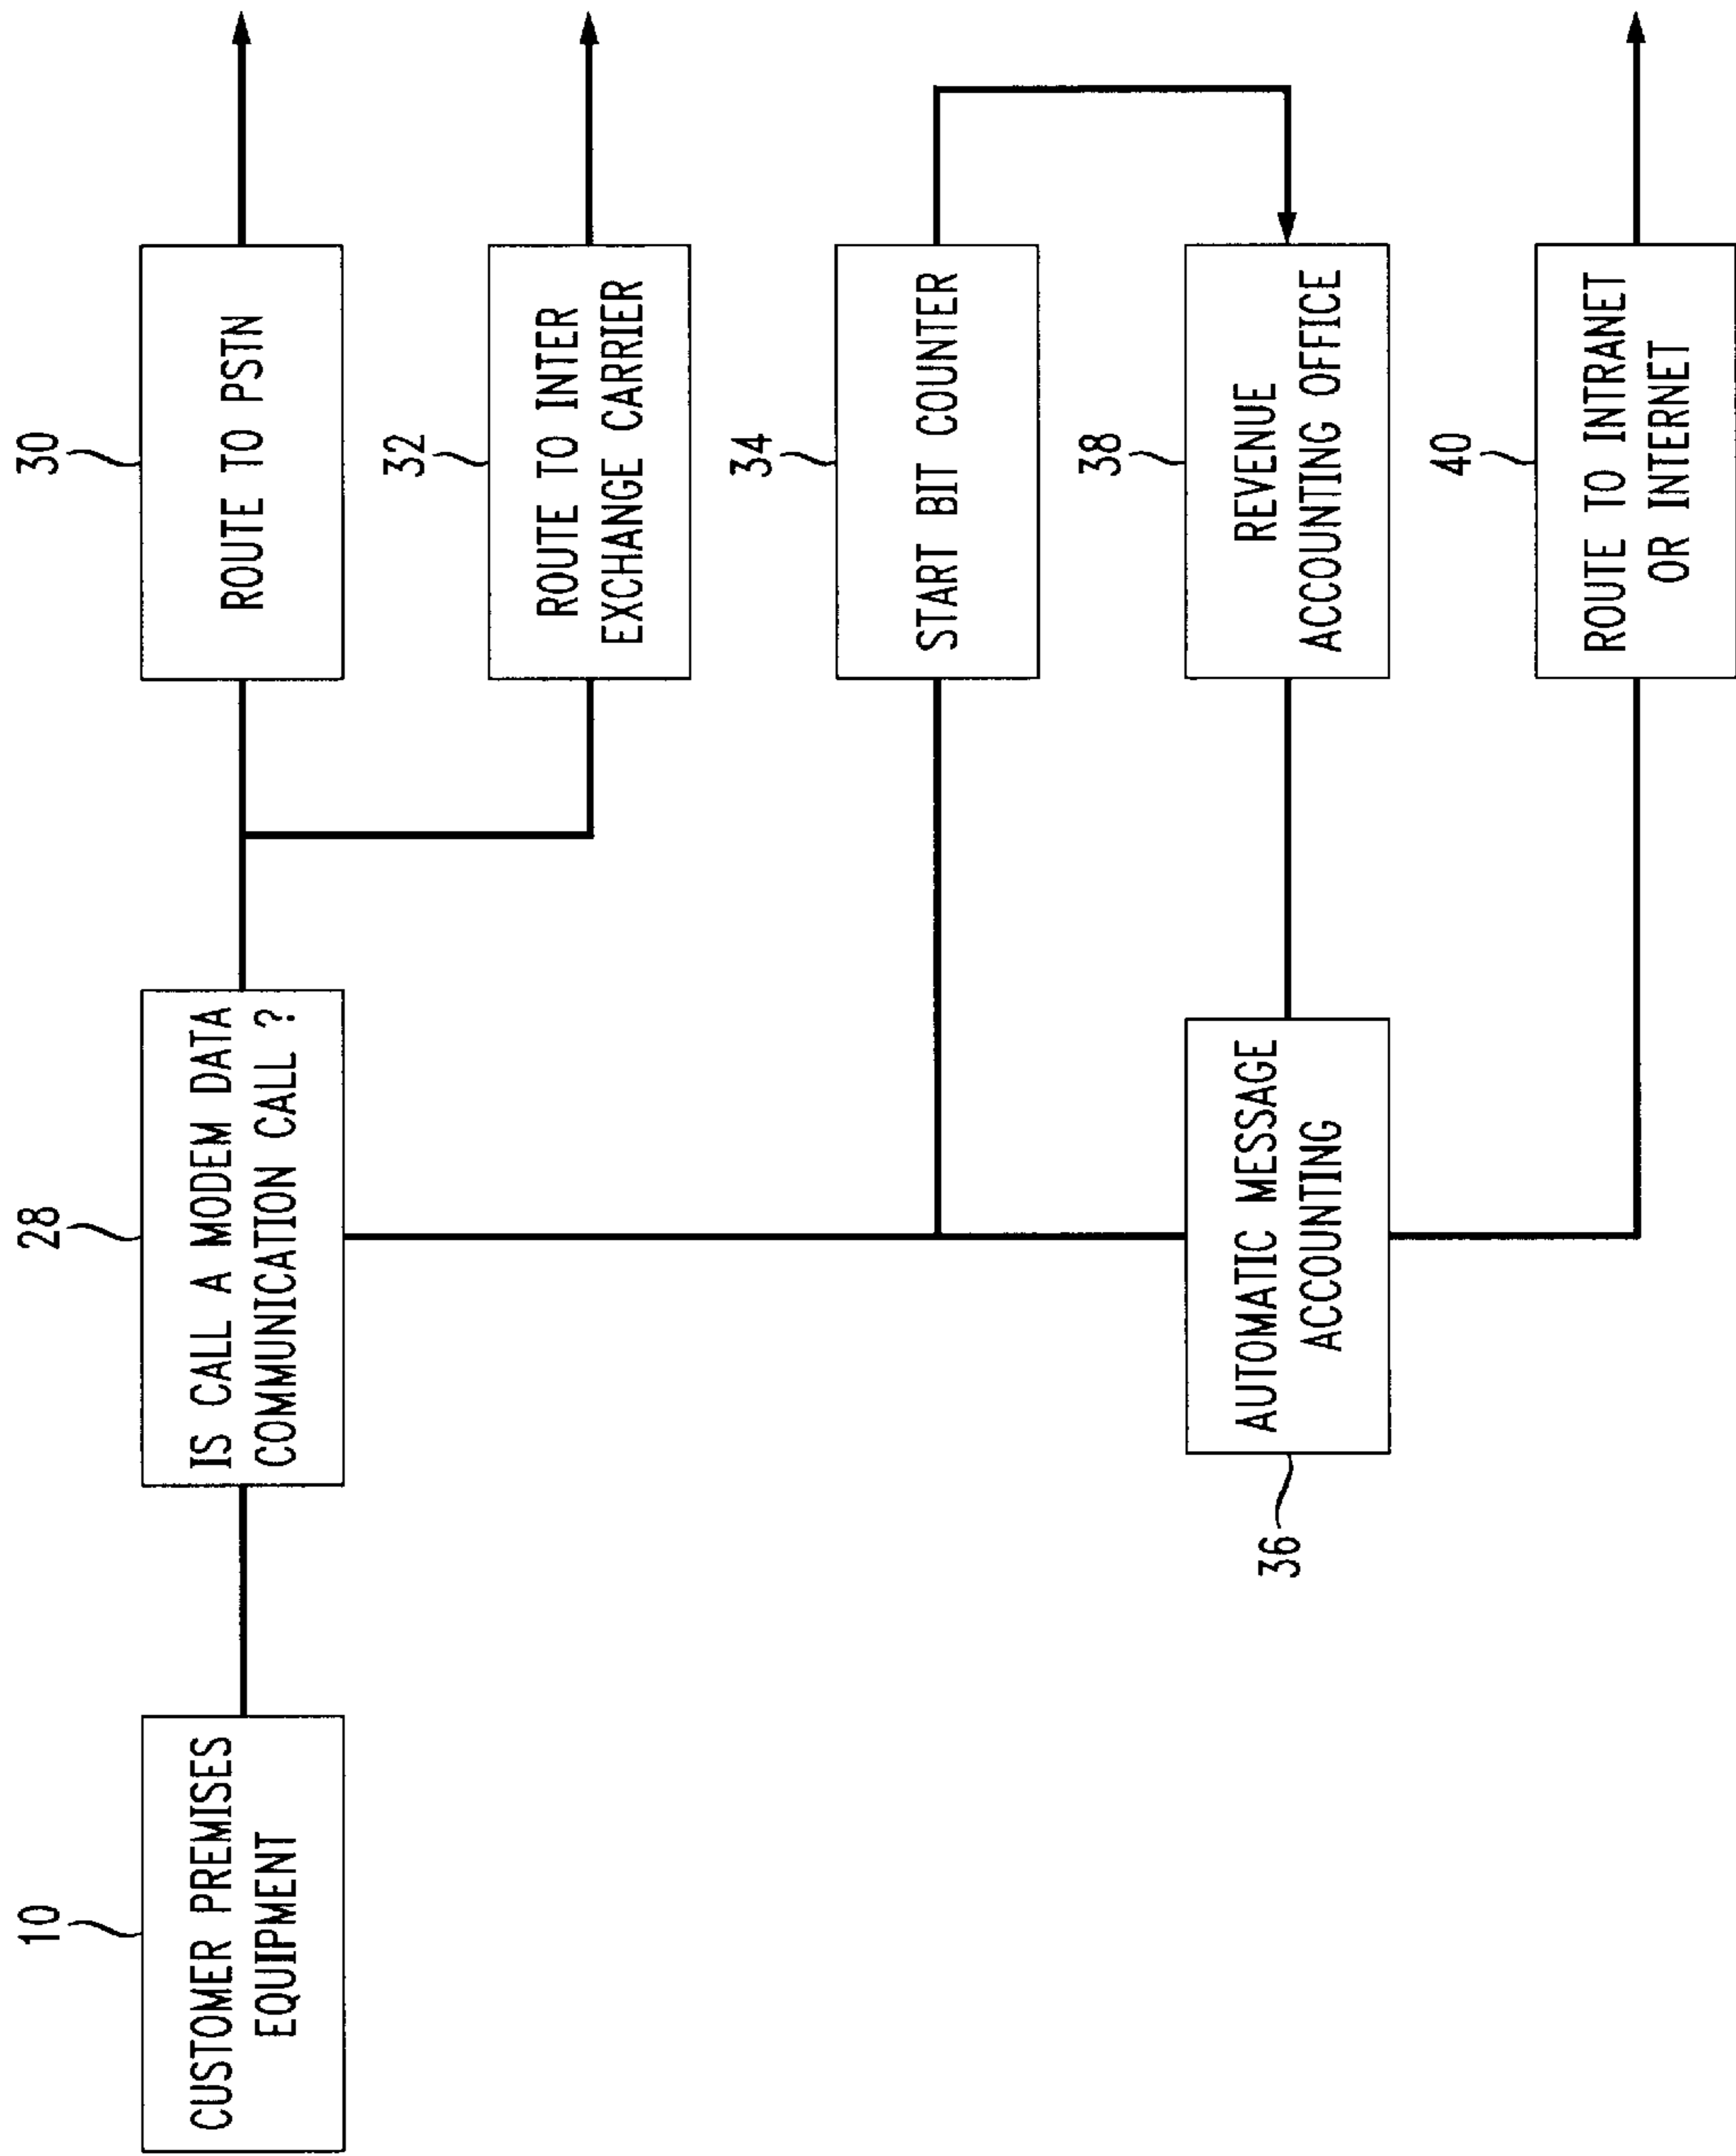 10
CUSTOMER PREMISES
EQUIPMENT
28
IS CALL A MODEM DATA
COMMUNICATION CALL ?
30
ROUTE TO PSTN
32
ROUTE TO INTER
EXCHANGE CARRIER
34
START BIT COUNTER
36
AUTOMATIC MESSAGE
ACCOUNTING
38
REVENUE
ACCOUNTING OFFICE
40
ROUTE TO INTRANET
OR INTERNET